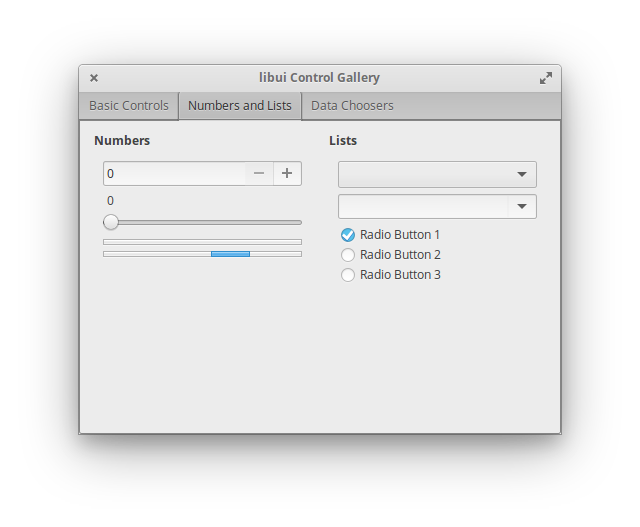 libui Control Gallery
Basic Controls Numbers and Lists Data Choosers
Numbers
0
0
Lists
Radio Button 1
Radio Button 2
Radio Button 3